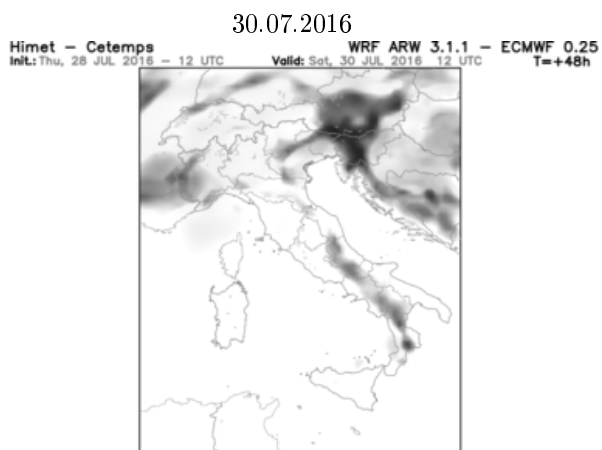 30.07.2016
Himet – Cetemps WRF ARW 3.1.1 – ECMWF 0.25
Init.: Thu, 28 JUL 2016 – 12 UTC Valid: Sat, 30 JUL 2016 12 UTC T=+48h